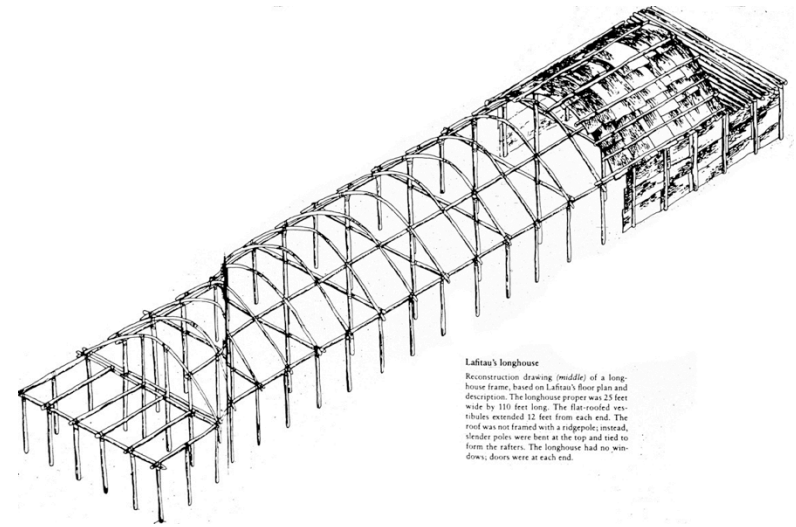 Lafitau's longhouse
Reconstruction drawing (middle) of a long-
house frame, based on Lafitau's floor plan and
description. The longhouse proper was 25 feet
wide by 110 feet long. The flat-roofed ves-
tibules extended 12 feet from each end. The
roof was not framed with a ridgepole; instead,
slender poles were bent at the top and tied to
form the rafters. The longhouse had no win-
dows; doors were at each end.